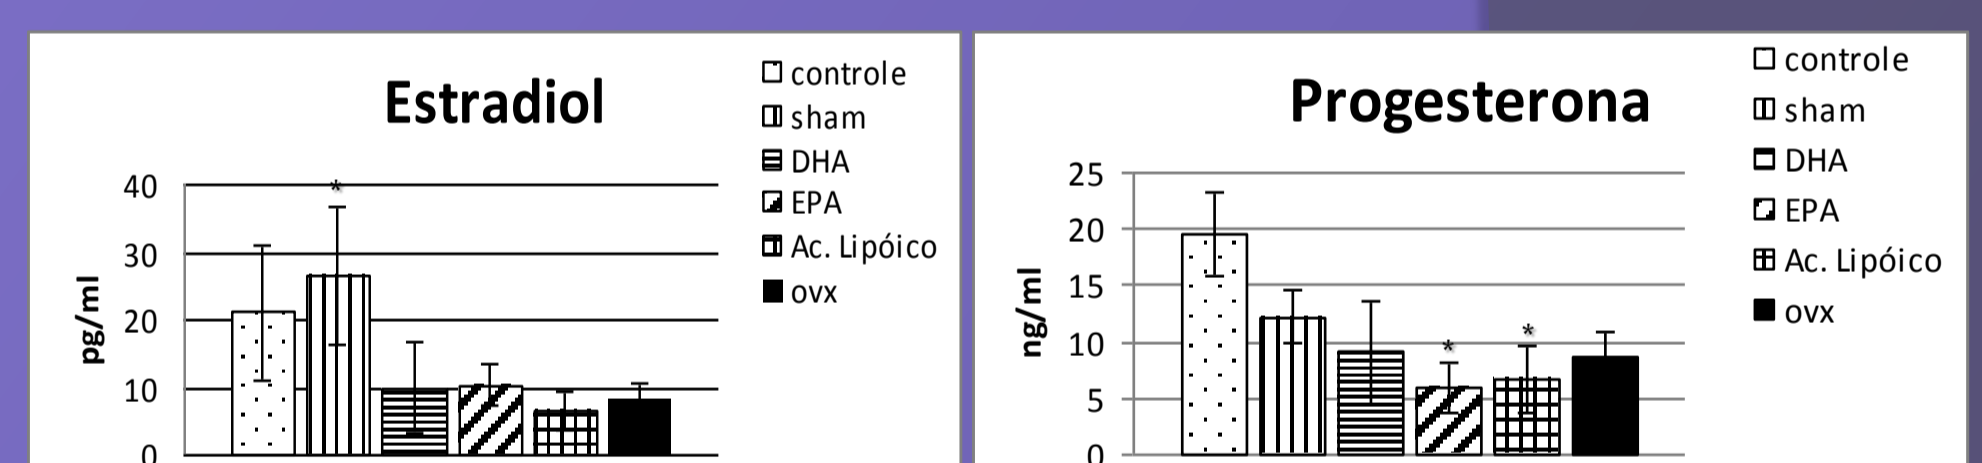 Estradiol
controle
sham
DHA
EPA
Ac. Lipóico
ovx
*
40
30
20
10
0
pg/ml
Progesterona
controle
sham
DHA
EPA
Ac. Lipóico
ovx
25
20
15
10
5
0
ng/ml
*
*